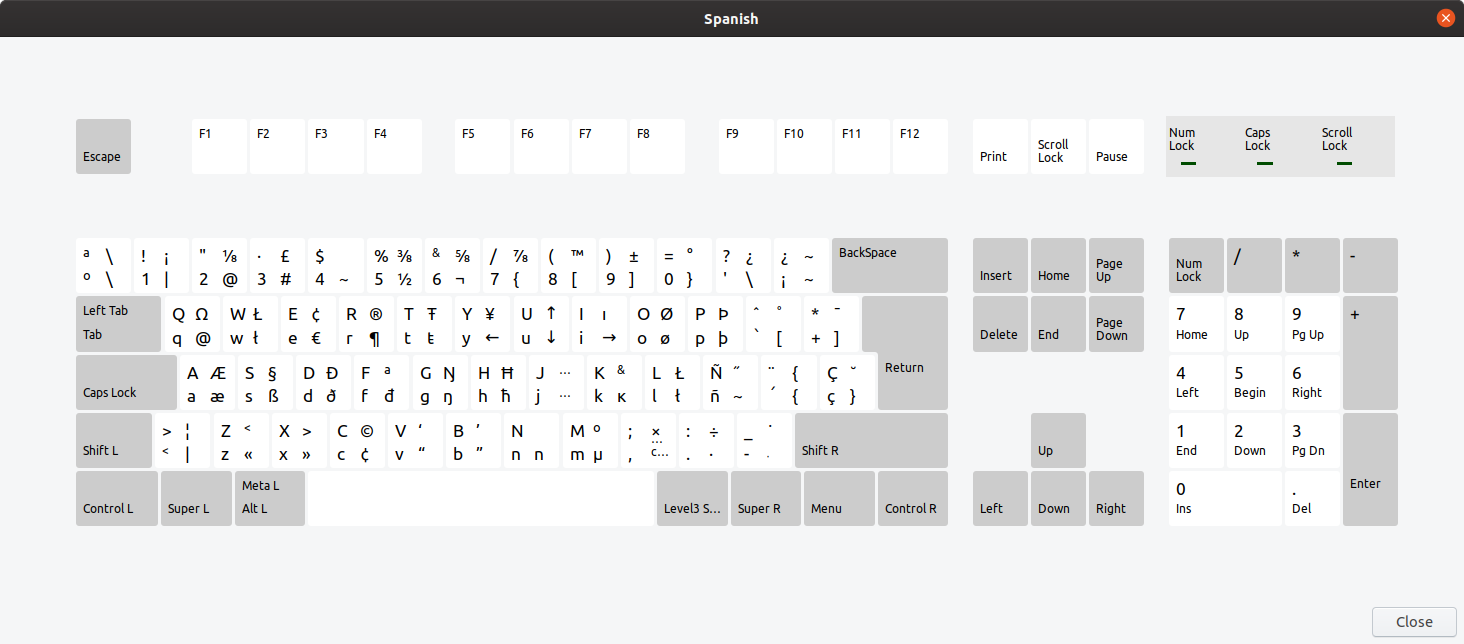 Spanish
Escape F1 F2 F3 F4 F5 F6 F7 F8 F9 F10 F11 F12 Print Scroll Lock Pause Num Lock Caps Lock Scroll Lock
ª \ ! ¡ " ⅛ · £ $ % ⅜ & ⅝ / ⅞ ( ™ ) ± = ° ? ¿ ¿ ~ BackSpace
º \ 1 | 2 @ 3 # 4 ~ 5 ½ 6 ¬ 7 { 8 [ 9 ] 0 } ' \ ¡ ~
Insert Home Page Up Num Lock / * -
Left Tab Q Ω W Ł E ¢ R ® T Ŧ Y ¥ U ↑ I ı O Ø P Þ ˆ ˚ * ¯
Tab q @ w ł e € r ¶ t ŧ y ← u ↓ i → o ø p þ ` [ + ]
Delete End Page Down 7 Home 8 Up 9 Pg Up +
Caps Lock A Æ S § D Ð F ª G Ŋ H Ħ J ... K & L Ł Ñ ˝ ¨ { Ç ˘ Return
a æ s ß d ð f đ g ŋ h ħ j ... k ĸ l ł ñ ~ ´ { ç }
4 Left 5 Begin 6 Right
Shift L > ¦ Z < X > C © V ‘ B ’ N M º ; × ... : ÷ _ ˙ Shift R
< | z « x » c ¢ v “ b ” n n m µ , c... . · - .
Up 1 End 2 Down 3 Pg Dn Enter
Control L Super L Meta L Alt L Level3 S... Super R Menu Control R Left Down Right 0 Ins . Del
Close